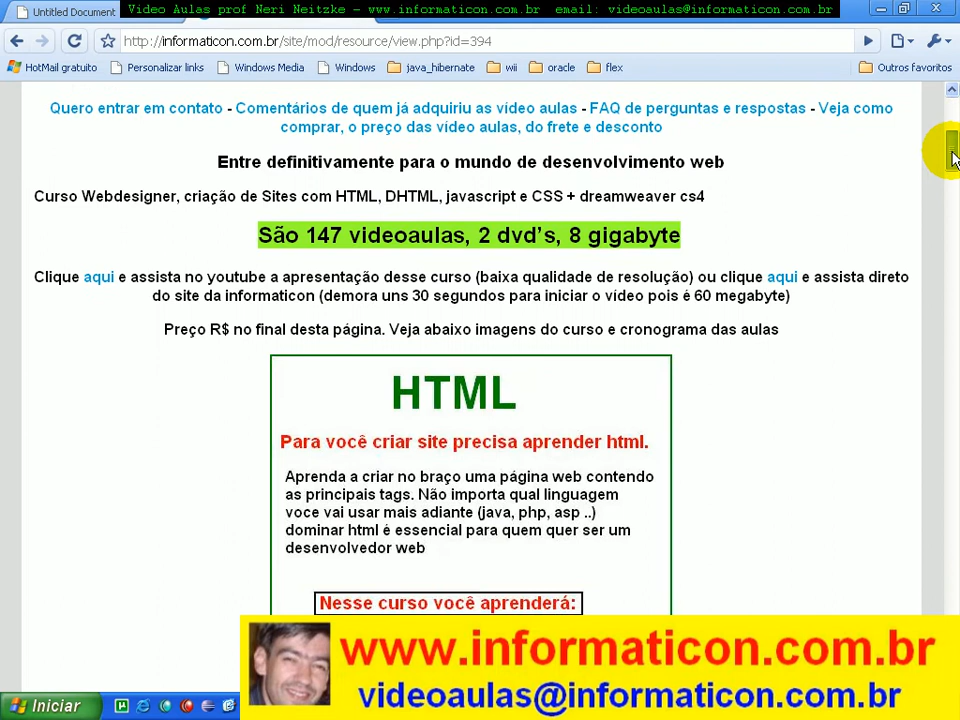 Video Aulas prof Neri Neitzke – www.informaticon.com.br email: videoaulas@informaticon.com.br
Untitled Document
http://informaticon.com.br/site/mod/resource/view.php?id=394
HotMail gratuito Personalizar links Windows Media Windows java_hibernate wii oracle flex Outros favoritos
Quero entrar em contato - Comentários de quem já adquiriu as vídeo aulas - FAQ de perguntas e respostas - Veja como
comprar, o preço das vídeo aulas, do frete e desconto
Entre definitivamente para o mundo de desenvolvimento web
Curso Webdesigner, criação de Sites com HTML, DHTML, javascript e CSS + dreamweaver cs4
São 147 videoaulas, 2 dvd's, 8 gigabyte
Clique aqui e assista no youtube a apresentação desse curso (baixa qualidade de resolução) ou clique aqui e assista direto
do site da informaticon (demora uns 30 segundos para iniciar o vídeo pois é 60 megabyte)
Preço R$ no final desta página. Veja abaixo imagens do curso e cronograma das aulas
HTML
Para você criar site precisa aprender html.
Aprenda a criar no braço uma página web contendo
as principais tags. Não importa qual linguagem
voce vai usar mais adiante (java, php, asp ..)
dominar html é essencial para quem quer ser um
desenvolvedor web
Nesse curso você aprenderá:
www.informaticon.com.br
videoaulas@informaticon.com.br
Iniciar